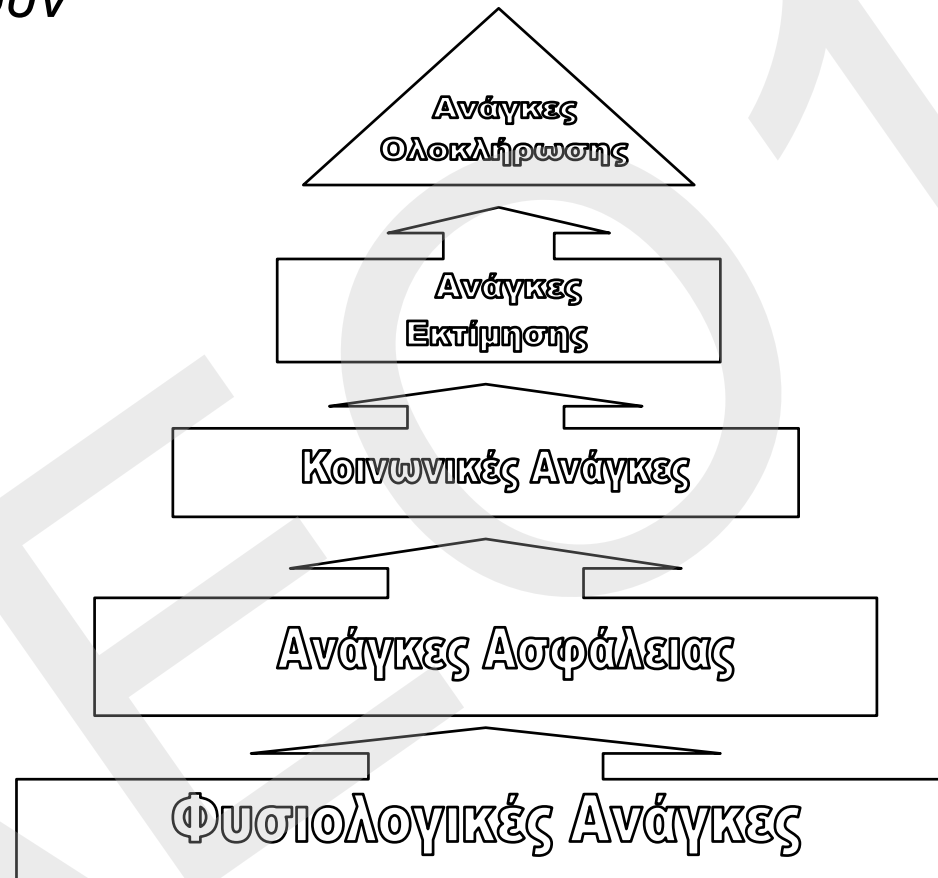 Ανάγκες
Ολοκλήρωσης
Ανάγκες
Εκτίμησης
Κοινωνικές Ανάγκες
Ανάγκες Ασφάλειας
Φυσιολογικές Ανάγκες